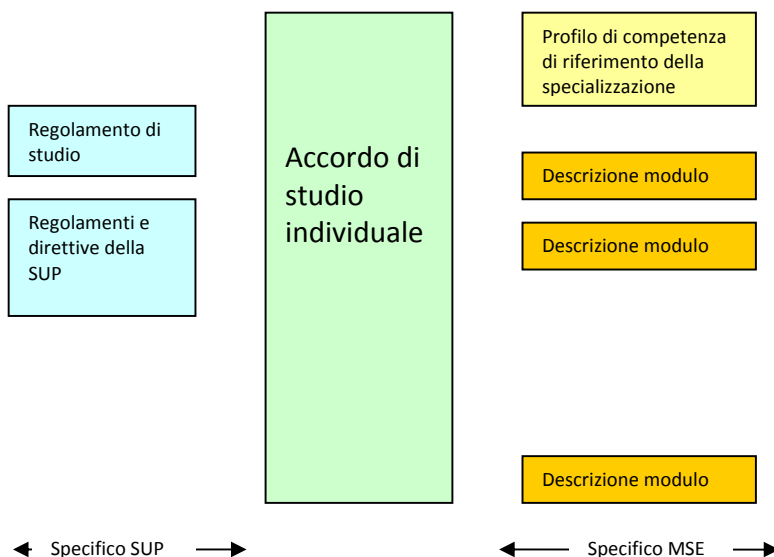 Regolamento di
studio
Regolamenti e
direttive della
SUP
Accordo di
studio
individuale
Profilo di competenza
di riferimento della
specializzazione
Descrizione modulo
Descrizione modulo
Descrizione modulo
Specifico SUP
Specifico MSE